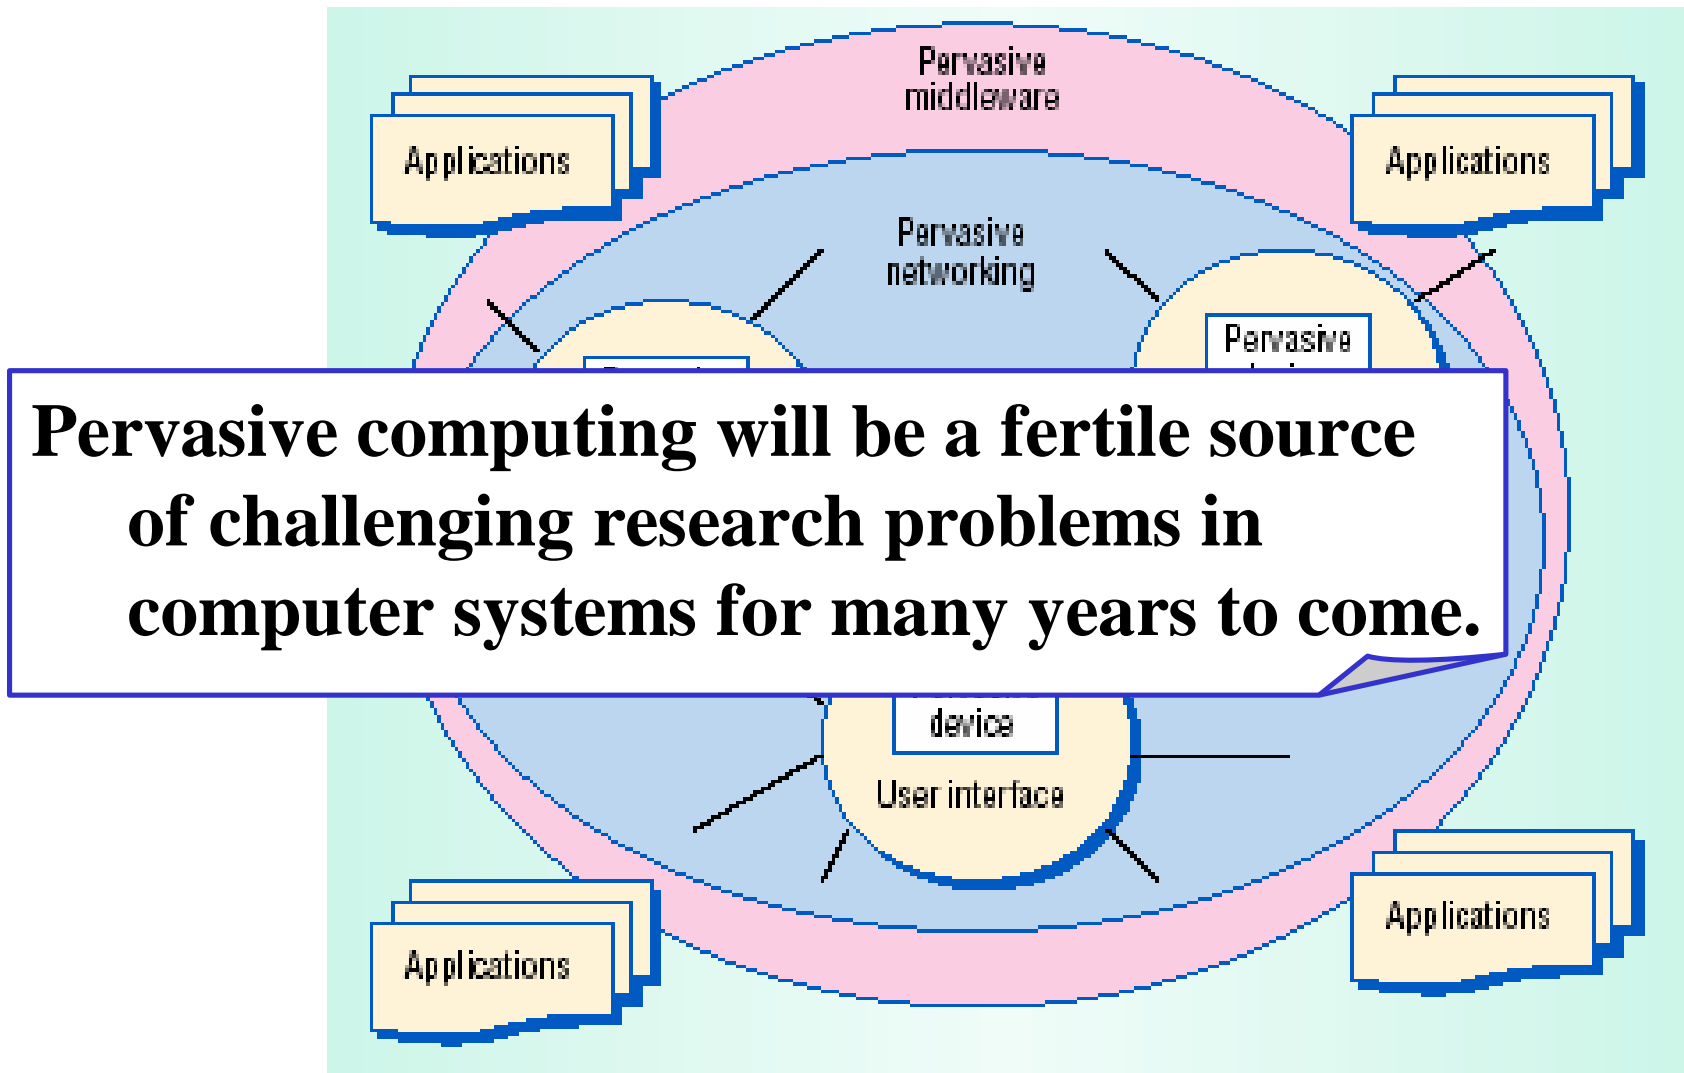 Pervasive
middleware
Applications
Applications
Pervasive
networking
Pervasive
Pervasive computing will be a fertile source
of challenging research problems in
computer systems for many years to come.
device
User interface
Applications
Applications